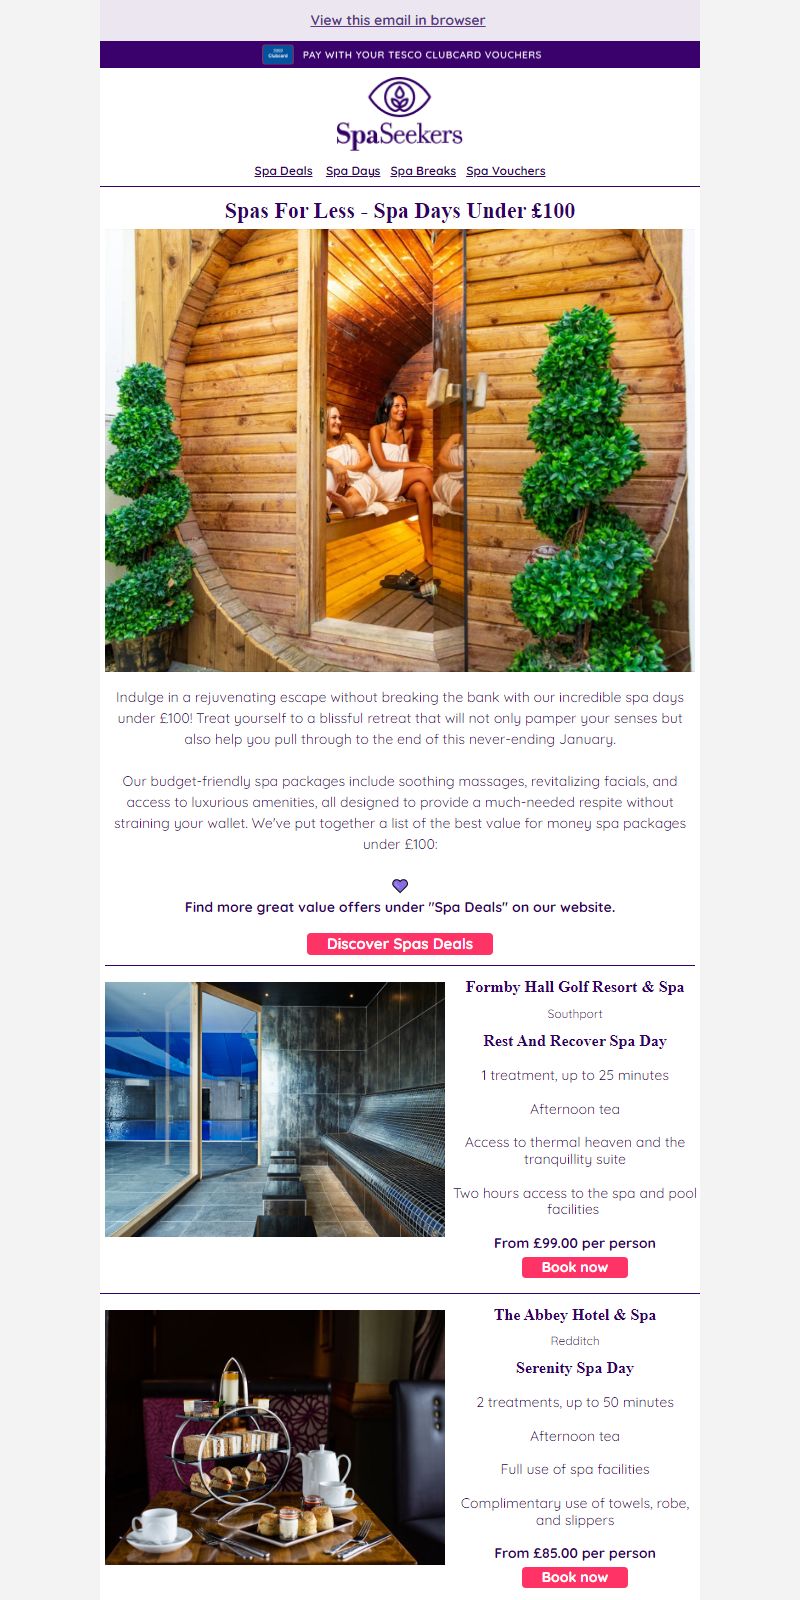 View this email in browser
Clubcard
PAY WITH YOUR TESCO CLUBCARD VOUCHERS
SpaSeekers
Spa Deals Spa Days Spa Breaks Spa Vouchers
Spas For Less - Spa Days Under £100
Indulge in a rejuvenating escape without breaking the bank with our incredible spa days
under £100! Treat yourself to a blissful retreat that will not only pamper your senses but
also help you pull through to the end of this never-ending January.
Our budget-friendly spa packages include soothing massages, revitalizing facials, and
access to luxurious amenities, all designed to provide a much-needed respite without
straining your wallet. We've put together a list of the best value for money spa packages
under £100:
Find more great value offers under "Spa Deals" on our website.
Discover Spas Deals
Formby Hall Golf Resort & Spa
Southport
Rest And Recover Spa Day
1 treatment, up to 25 minutes
Afternoon tea
Access to thermal heaven and the
tranquillity suite
Two hours access to the spa and pool
facilities
From £99.00 per person
Book now
The Abbey Hotel & Spa
Redditch
Serenity Spa Day
2 treatments, up to 50 minutes
Afternoon tea
Full use of spa facilities
Complimentary use of towels, robe,
and slippers
From £85.00 per person
Book now